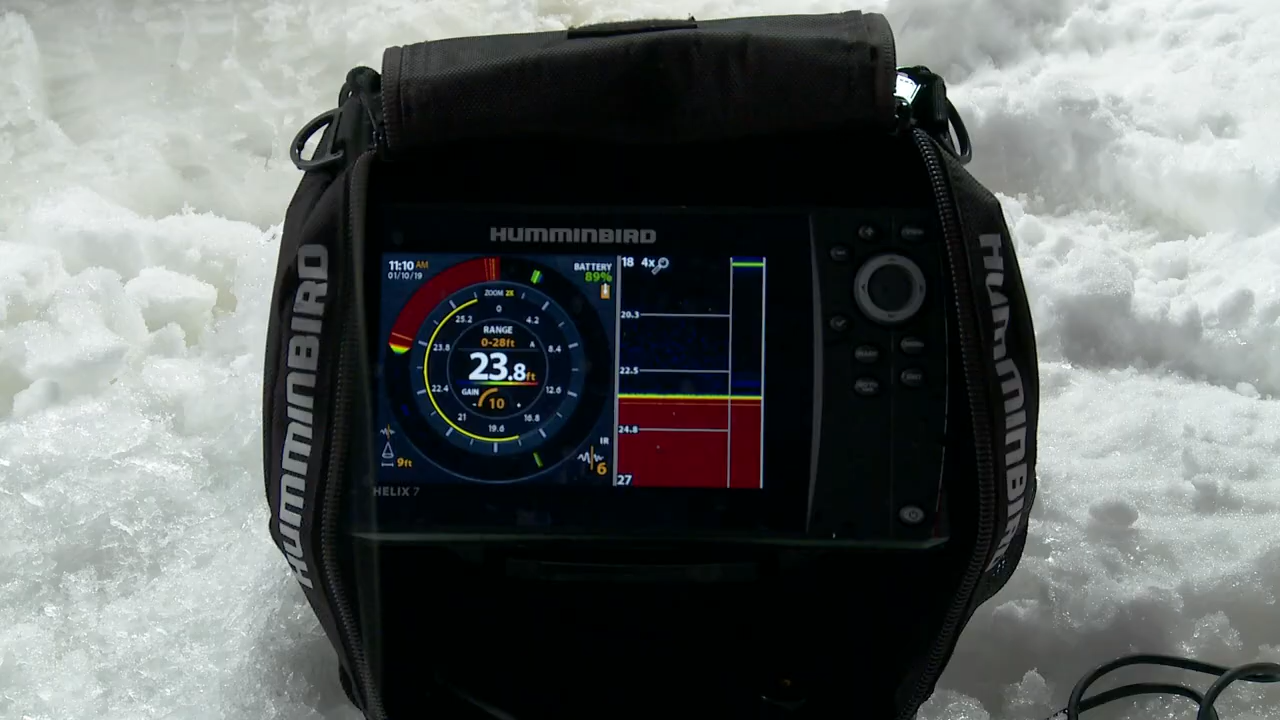 HUMMINBIRD
HUMMINBIRD
HUMMINBIRD
11:10 AM
01/10/19
BATTERY
89%
ZOOM 2X
0
4.2
8.4
12.6
16.8
19.6
21
22.4
23.8
25.2
RANGE
0-28ft
A
23.8ft
GAIN
10
9ft
IR
6
18 4x
20.3
22.5
24.8
27
HELIX 7